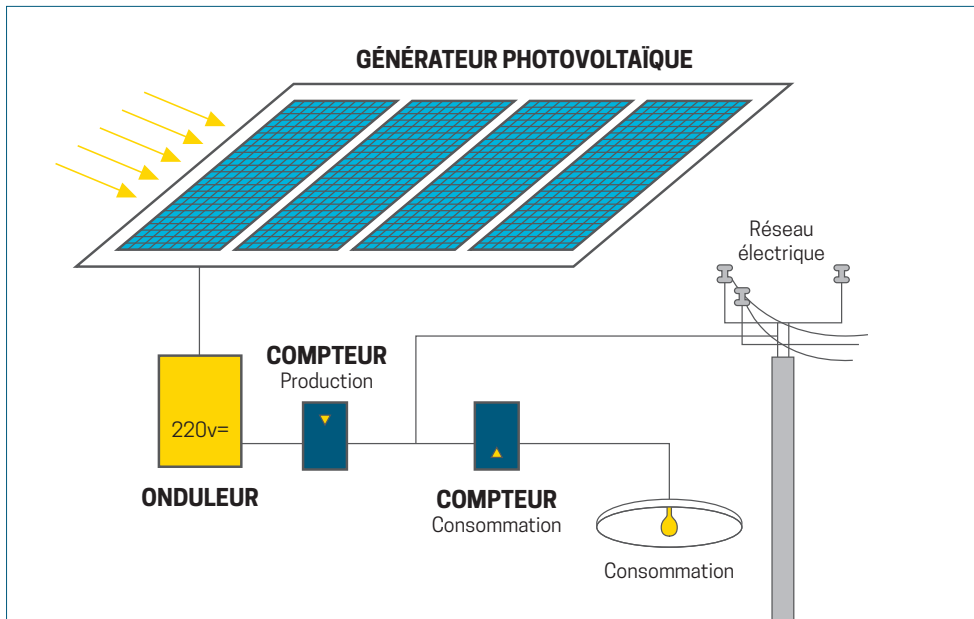 GÉNÉRATEUR PHOTOVOLTAÏQUE
Réseau
électrique
COMPTEUR
Production
220v=
ONDULEUR
COMPTEUR
Consommation
Consommation